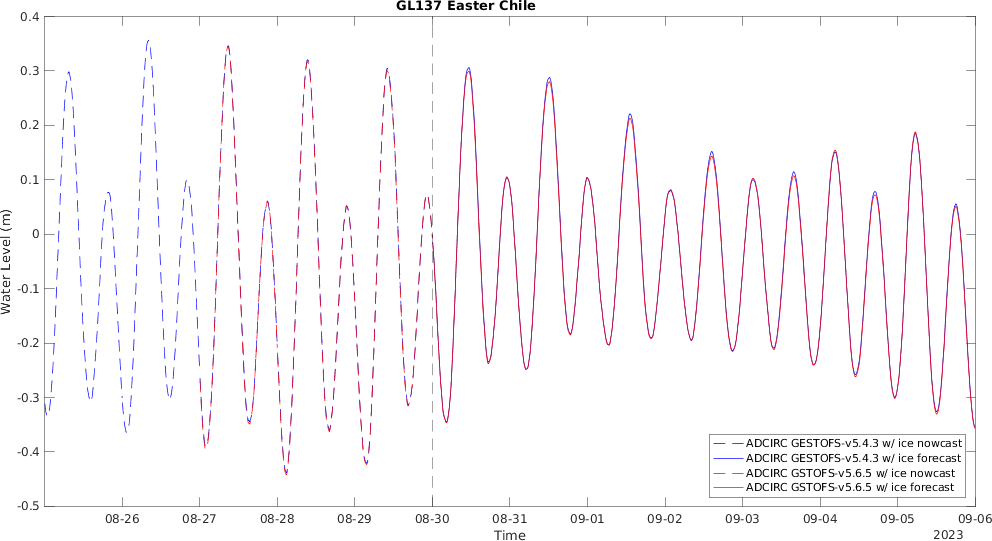 GL137 Easter Chile
0.4
0.3
0.2
0.1
0
-0.1
-0.2
-0.3
-0.4
-0.5
Water Level (m)
08-26 08-27 08-28 08-29 08-30 08-31 09-01 09-02 09-03 09-04 09-05 09-06
Time
2023
ADCIRC GESTOFS-v5.4.3 w/ ice nowcast
ADCIRC GESTOFS-v5.4.3 w/ ice forecast
ADCIRC GSTOFS-v5.6.5 w/ ice nowcast
ADCIRC GSTOFS-v5.6.5 w/ ice forecast